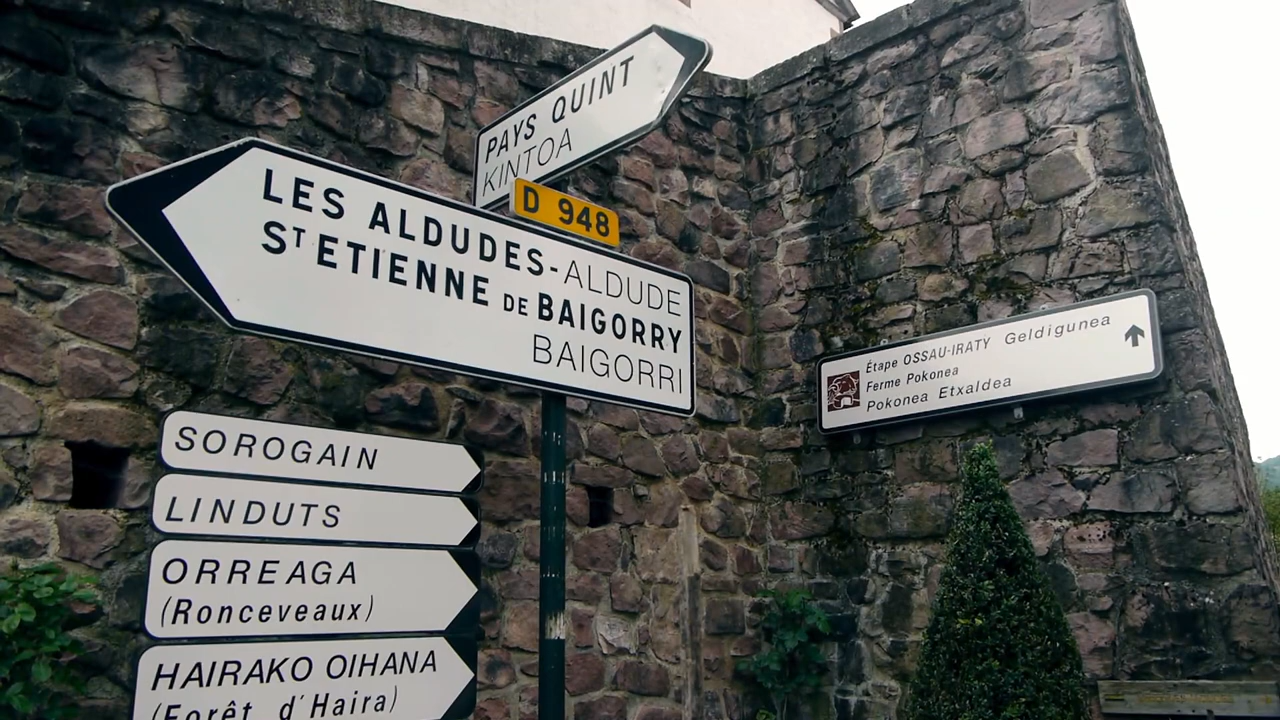 PAYS QUINT
KINTOA
D 948
LES ALDUDES-ALDUDE
ST ETIENNE DE BAIGORRY
BAIGORRI
Étape OSSAU-IRATY Geldigunea
Ferme Pokonea
Pokonea Etxaldea
SOROGAIN
LINDUTS
ORREAGA
(Ronceveaux)
HAIRAKO OIHANA
(Forêt d'Haira)